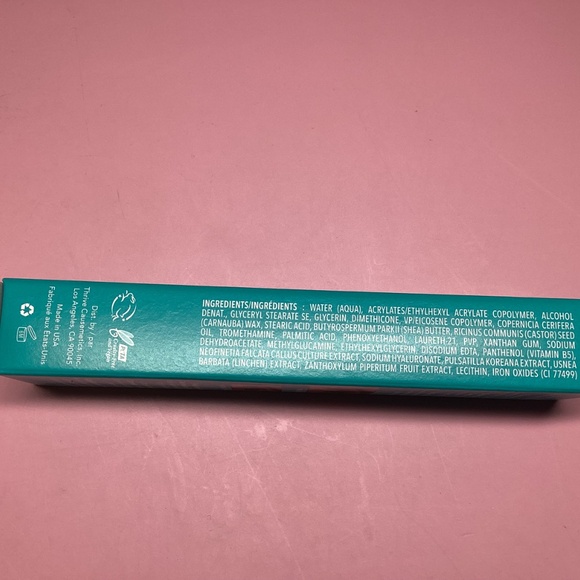 INGREDIENTS/INGRÉDIENTS : WATER (AQUA), ACRYLATES/ETHYLHEXYL ACRYLATE COPOLYMER, ALCOHOL
DENAT., GLYCERYL STEARATE SE, GLYCERIN, DIMETHICONE, VP/EICOSENE COPOLYMER, COPERNICIA CERIFERA
(CARNAUBA) WAX, STEARIC ACID, BUTYROSPERMUM PARKII (SHEA) BUTTER, RICINUS COMMUNIS (CASTOR) SEED
OIL, TROMETHAMINE, PALMITIC ACID, PHENOXYETHANOL, LAURETH-21, PVP, XANTHAN GUM, SODIUM
DEHYDROACETATE, METHYLGLUCAMINE, ETHYLHEXYLGLYCERIN, DISODIUM EDTA, PANTHENOL (VITAMIN B5),
NEOFINETIA FALCATA CALLUS CULTURE EXTRACT, SODIUM HYALURONATE, PULSATILLA KOREANA EXTRACT, USNEA
BARBATA (LINCHEN) EXTRACT, ZANTHOXYLUM PIPERITUM FRUIT EXTRACT, LECITHIN, IRON OXIDES (CI 77499)
Dist. by / par
Thrive Causemetics, Inc.
Los Angeles, CA 90045
Made in USA
Fabriqué aux États-Unis